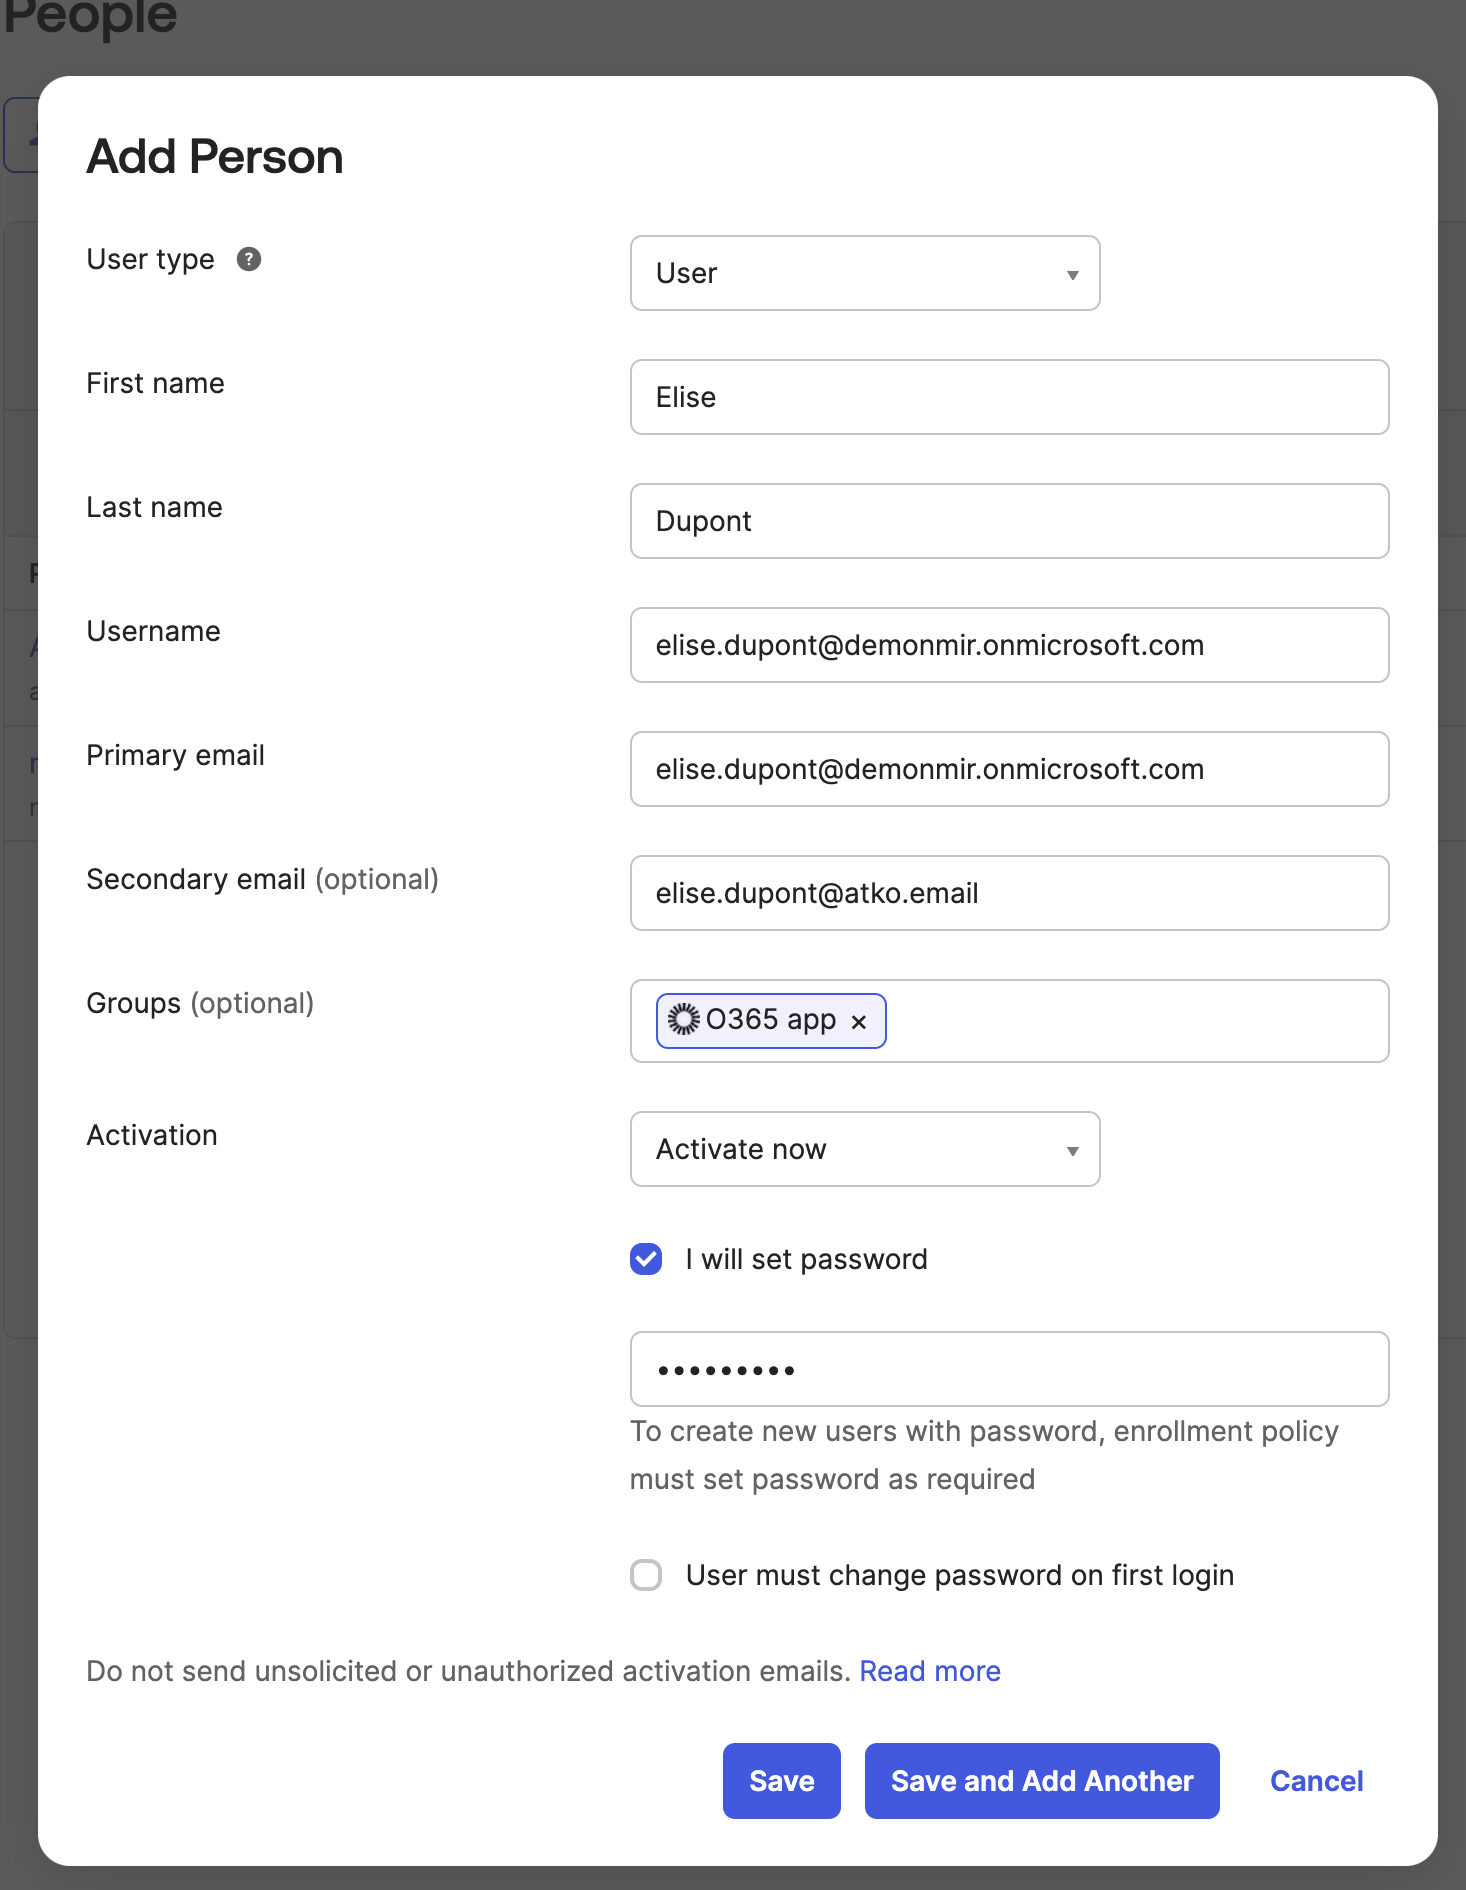 People
Add Person
User type ?
User
First name
Elise
Last name
Dupont
Username
elise.dupont@demonmir.onmicrosoft.com
Primary email
elise.dupont@demonmir.onmicrosoft.com
Secondary email (optional)
elise.dupont@atko.email
Groups (optional)
O365 app ×
Activation
Activate now
I will set password
•••••••••
To create new users with password, enrollment policy
must set password as required
User must change password on first login
Do not send unsolicited or unauthorized activation emails. Read more
Save
Save and Add Another
Cancel